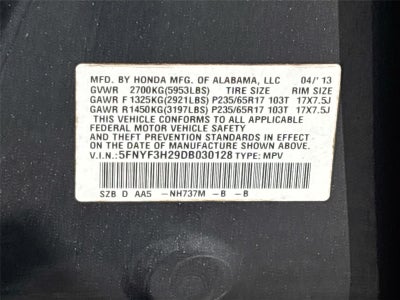 MFD. BY HONDA MFG. OF ALABAMA, LLC 04/'13
GVWR 2700KG(5953LBS) TIRE SIZE RIM SIZE
GAWR F 1325KG(2921LBS) P235/65R17 103T 17X7.5J
GAWR R1450KG(3197LBS) P235/65R17 103T 17X7.5J
THIS VEHICLE CONFORMS TO ALL APPLICABLE
FEDERAL MOTOR VEHICLE SAFETY AND
THEFT PREVENTION STANDARDS IN EFFECT
ON THE DATE OF MANUFACTURE SHOWN ABOVE.
V.I.N.: 5FNYF3H29DB030128 TYPE: MPV
SZB D AA5 -NH737M -B -B